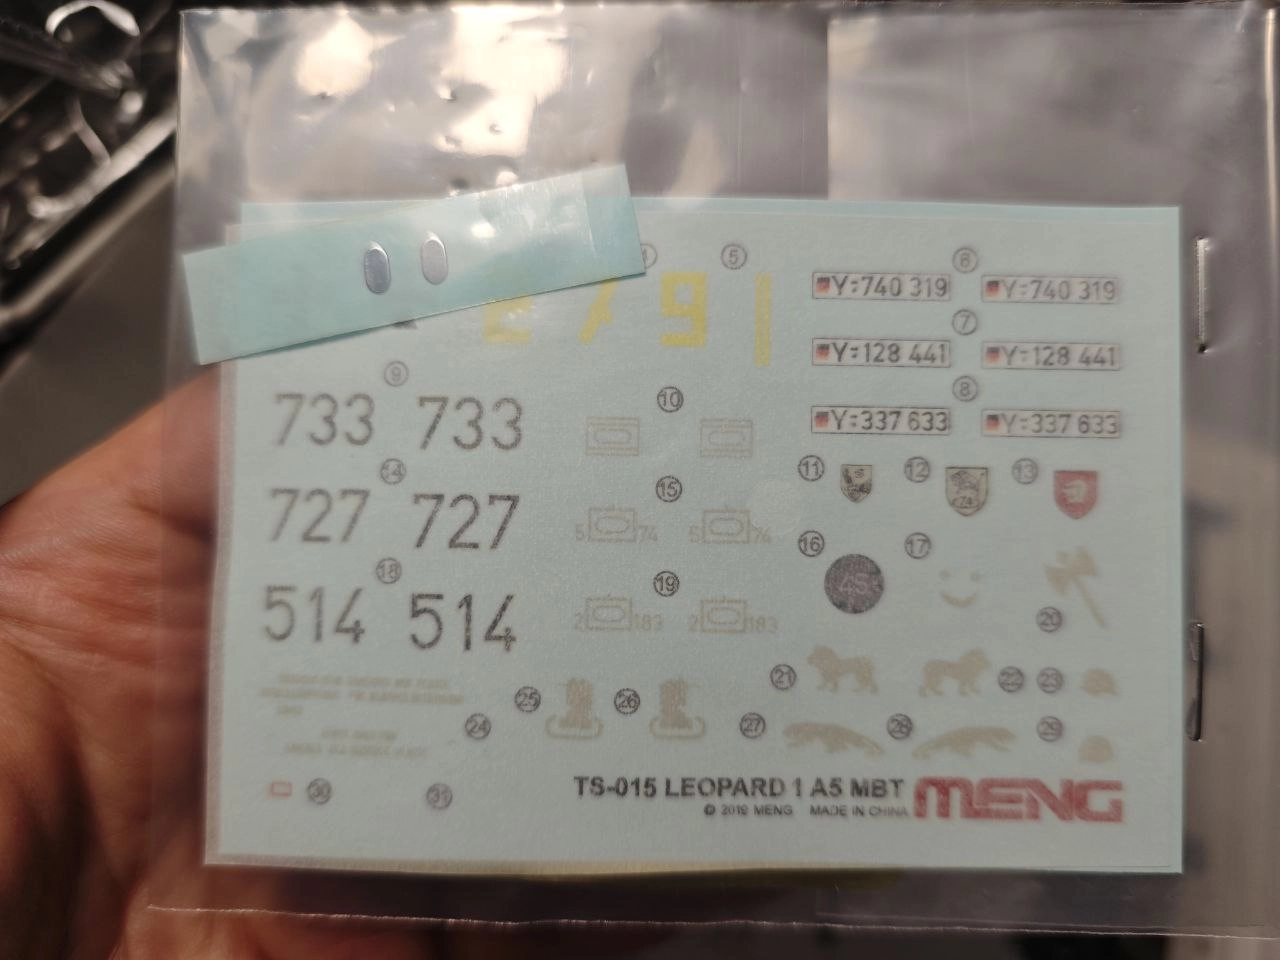 5
6
Y-740 319 Y-740 319
7
Y-128 441 Y-128 441
8
Y-337 633 Y-337 633
9
733 733
10
11 12 13
74
14
727 727
15
5 74 5 74
16 17
45
18
514 514
19
2 183 2 183
20
21 22 23
24 25 26 27 28 29
30 31
TS-015 LEOPARD 1 A5 MBT MENG
© 2019 MENG MADE IN CHINA